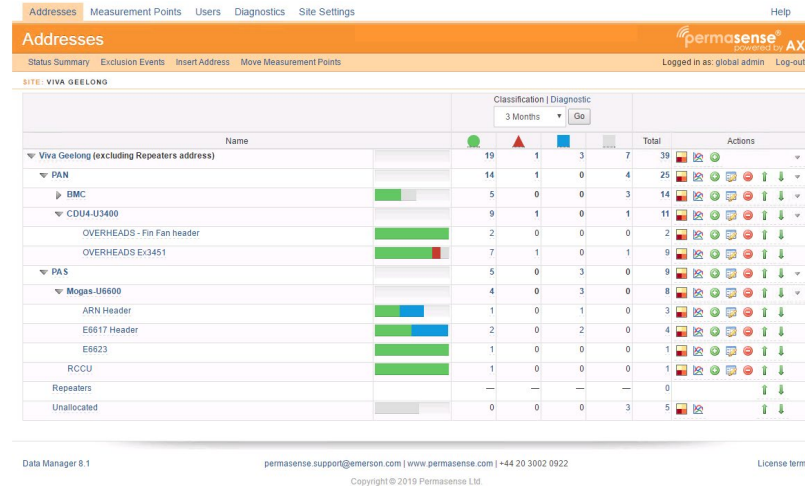 Addresses Measurement Points Users Diagnostics Site Settings Help
Addresses permasense®
powered by AX
Status Summary Exclusion Events Insert Address Move Measurement Points Logged in as: global admin Log-out
SITE: VIVA GEELONG
Classification | Diagnostic
3 Months Go
Name Total Actions
Viva Geelong (excluding Repeaters address) 19 1 3 7 39
PAN 14 1 0 4 25
BMC 5 0 0 3 14
CDU4-U3400 9 1 0 1 11
OVERHEADS - Fin Fan header 2 0 0 0 2
OVERHEADS Ex3451 7 1 0 1 9
PAS 5 0 3 0 9
Mogas-U6600 4 0 3 0 8
ARN Header 1 0 1 0 3
E6617 Header 2 0 2 0 4
E6623 1 0 0 0 1
RCCU 1 0 0 0 1
Repeaters — — — — 0
Unallocated 0 0 0 3 5
Data Manager 8.1 permasense.support@emerson.com | www.permasense.com | +44 20 3002 0922 License term
Copyright © 2019 Permasense Ltd.